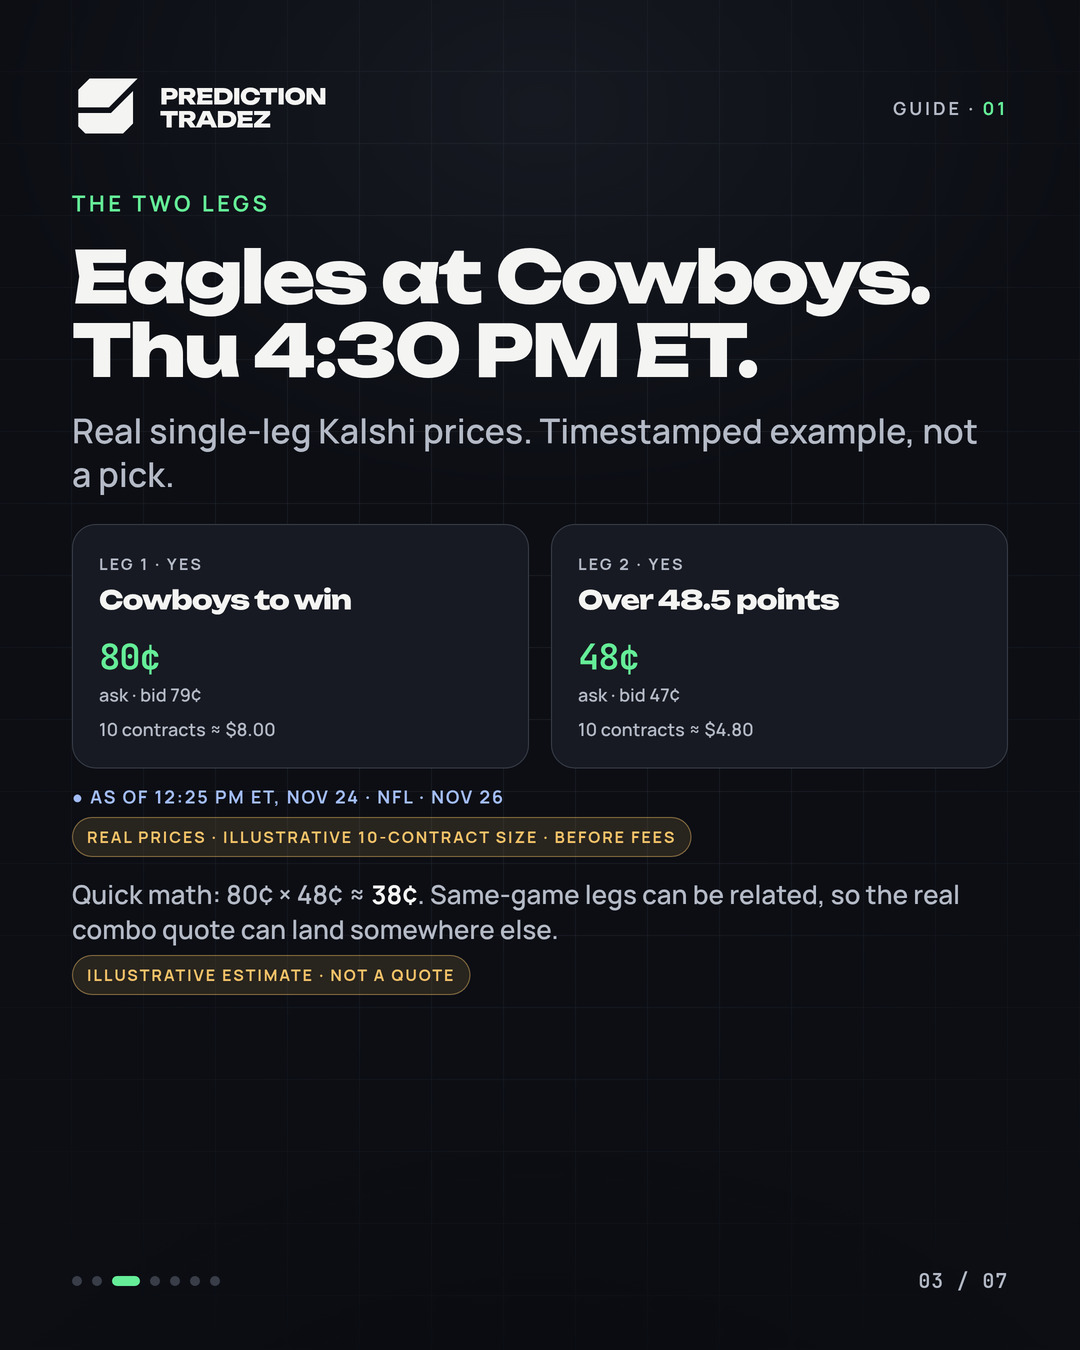 PREDICTION
TRADEZ
GUIDE · 01
THE TWO LEGS
Eagles at Cowboys.
Thu 4:30 PM ET.
Real single-leg Kalshi prices. Timestamped example, not
a pick.
LEG 1 · YES
Cowboys to win
80¢
ask · bid 79¢
10 contracts ≈ $8.00
LEG 2 · YES
Over 48.5 points
48¢
ask · bid 47¢
10 contracts ≈ $4.80
● AS OF 12:25 PM ET, NOV 24 · NFL · NOV 26
REAL PRICES · ILLUSTRATIVE 10-CONTRACT SIZE · BEFORE FEES
Quick math: 80¢ × 48¢ ≈ 38¢. Same-game legs can be related, so the real
combo quote can land somewhere else.
ILLUSTRATIVE ESTIMATE · NOT A QUOTE
03 / 07